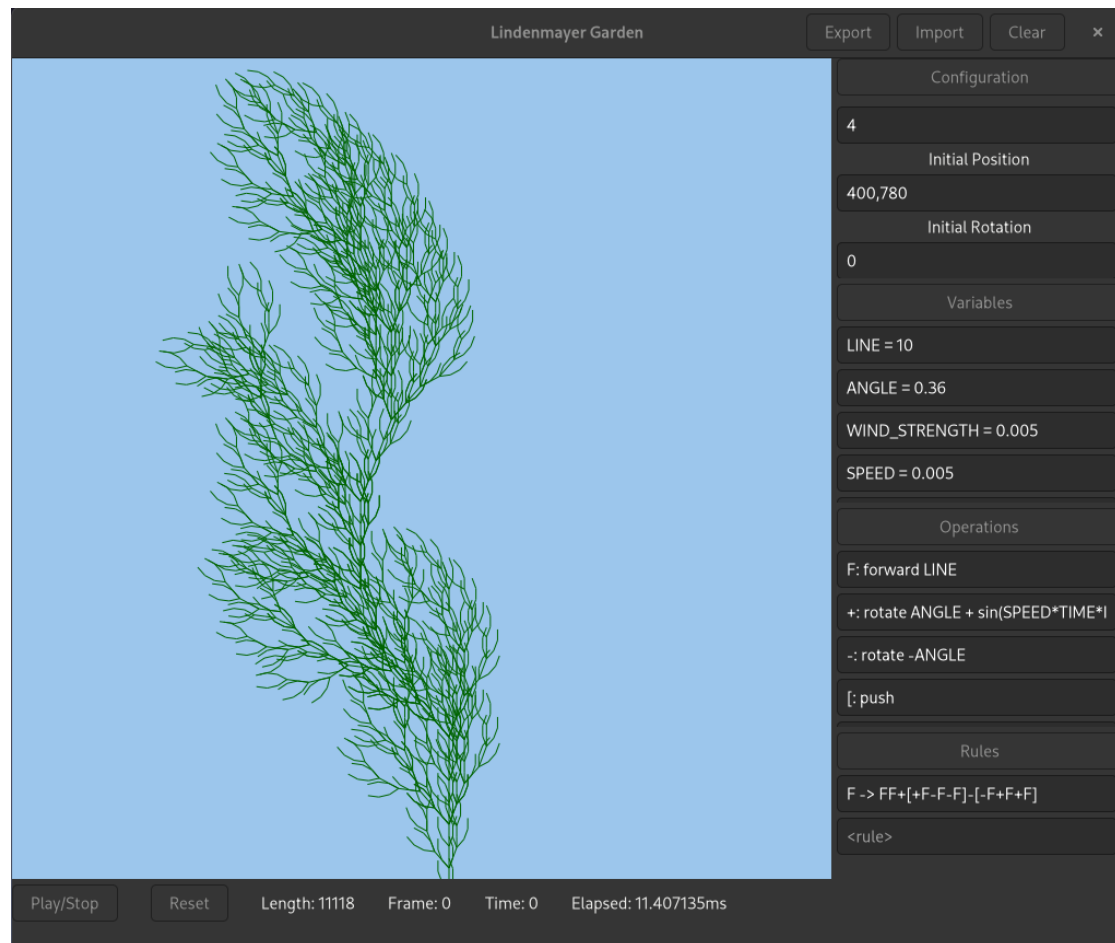 Lindenmayer Garden
Export
Import
Clear
×
Configuration
4
Initial Position
400,780
Initial Rotation
0
Variables
LINE = 10
ANGLE = 0.36
WIND_STRENGTH = 0.005
SPEED = 0.005
Operations
F: forward LINE
+: rotate ANGLE + sin(SPEED*TIME*
-: rotate -ANGLE
[: push
Rules
F -> FF+[+F-F-F]-[-F+F+F]
<rule>
Play/Stop
Reset
Length: 11118
Frame: 0
Time: 0
Elapsed: 11.407135ms